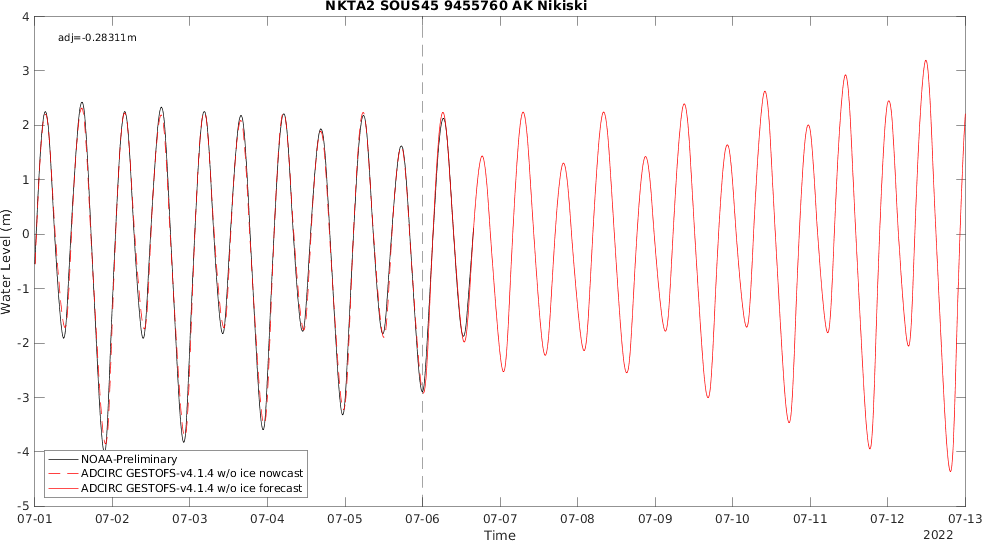 NKTA2 SOUS45 9455760 AK Nikiski
adj=-0.28311m
4
3
2
1
0
-1
-2
-3
-4
-5
Water Level (m)
NOAA-Preliminary
ADCIRC GESTOFS-v4.1.4 w/o ice nowcast
ADCIRC GESTOFS-v4.1.4 w/o ice forecast
07-01 07-02 07-03 07-04 07-05 07-06 07-07 07-08 07-09 07-10 07-11 07-12 07-13
Time
2022